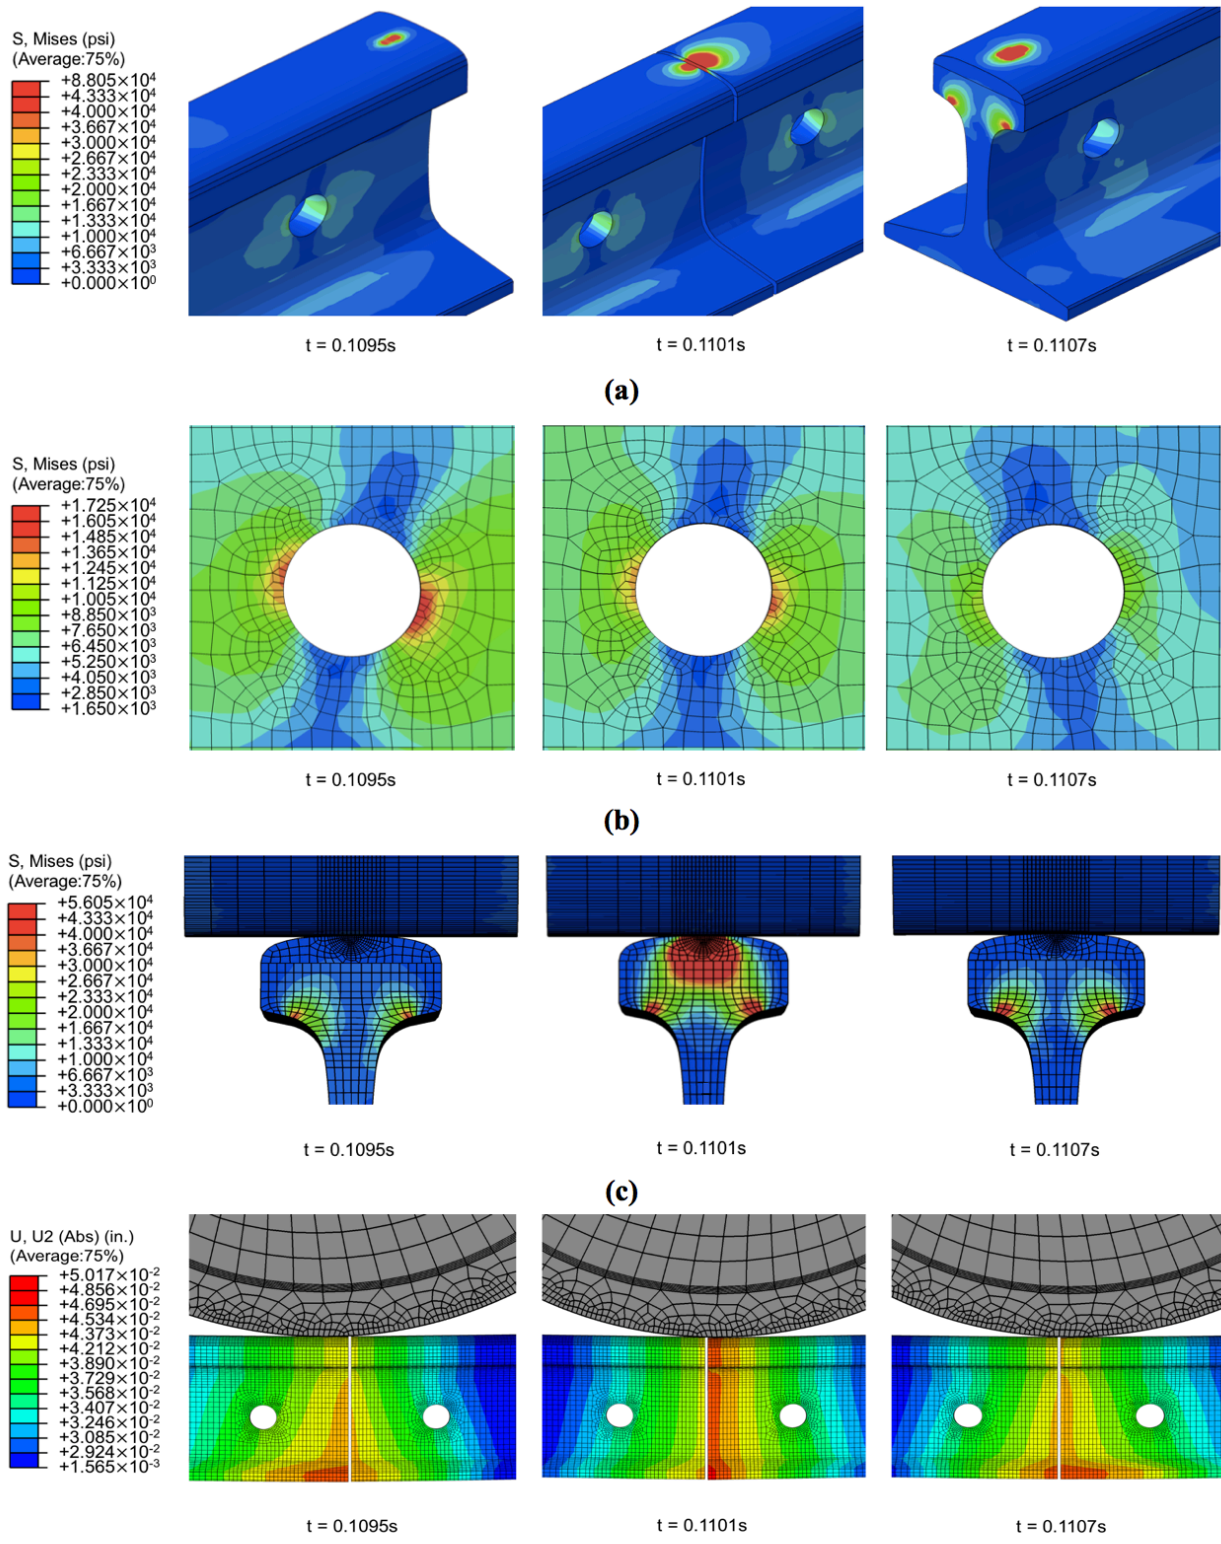 S, Mises (psi)
(Average:75%)
+8.805×10⁴
+4.333×10⁴
+4.000×10⁴
+3.667×10⁴
+3.000×10⁴
+2.667×10⁴
+2.333×10⁴
+2.000×10⁴
+1.667×10⁴
+1.333×10⁴
+1.000×10⁴
+6.667×10³
+3.333×10³
+0.000×10⁰
t = 0.1095s
t = 0.1101s
t = 0.1107s
(a)
S, Mises (psi)
(Average:75%)
+1.725×10⁴
+1.605×10⁴
+1.485×10⁴
+1.365×10⁴
+1.245×10⁴
+1.125×10⁴
+1.005×10⁴
+8.850×10³
+7.650×10³
+6.450×10³
+5.250×10³
+4.050×10³
+2.850×10³
+1.650×10³
t = 0.1095s
t = 0.1101s
t = 0.1107s
(b)
S, Mises (psi)
(Average:75%)
+5.605×10⁴
+4.333×10⁴
+4.000×10⁴
+3.667×10⁴
+3.000×10⁴
+2.667×10⁴
+2.333×10⁴
+2.000×10⁴
+1.667×10⁴
+1.333×10⁴
+1.000×10⁴
+6.667×10³
+3.333×10³
+0.000×10⁰
t = 0.1095s
t = 0.1101s
t = 0.1107s
(c)
U, U2 (Abs) (in.)
(Average:75%)
+5.017×10⁻²
+4.856×10⁻²
+4.695×10⁻²
+4.534×10⁻²
+4.373×10⁻²
+4.212×10⁻²
+3.890×10⁻²
+3.729×10⁻²
+3.568×10⁻²
+3.407×10⁻²
+3.246×10⁻²
+3.085×10⁻²
+2.924×10⁻²
+1.565×10⁻³
t = 0.1095s
t = 0.1101s
t = 0.1107s